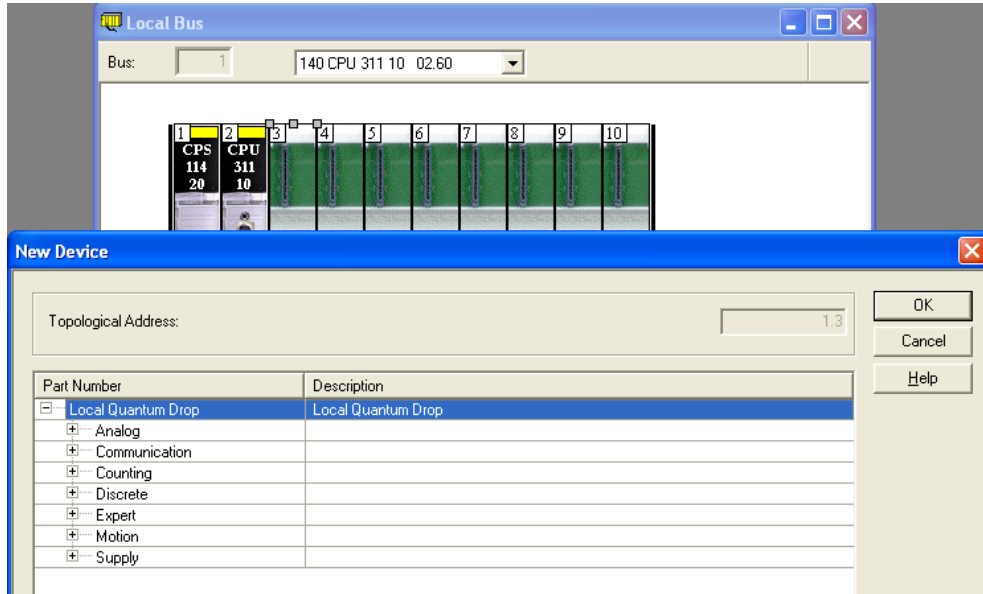 Local Bus
Bus: 1 140 CPU 311 10 02.60
1 2 3 4 5 6 7 8 9 10
CPS CPU
114 311
20 10
New Device
OK
Topological Address: 1.3
Cancel
Part Number Description Help
Local Quantum Drop Local Quantum Drop
Analog
Communication
Counting
Discrete
Expert
Motion
Supply